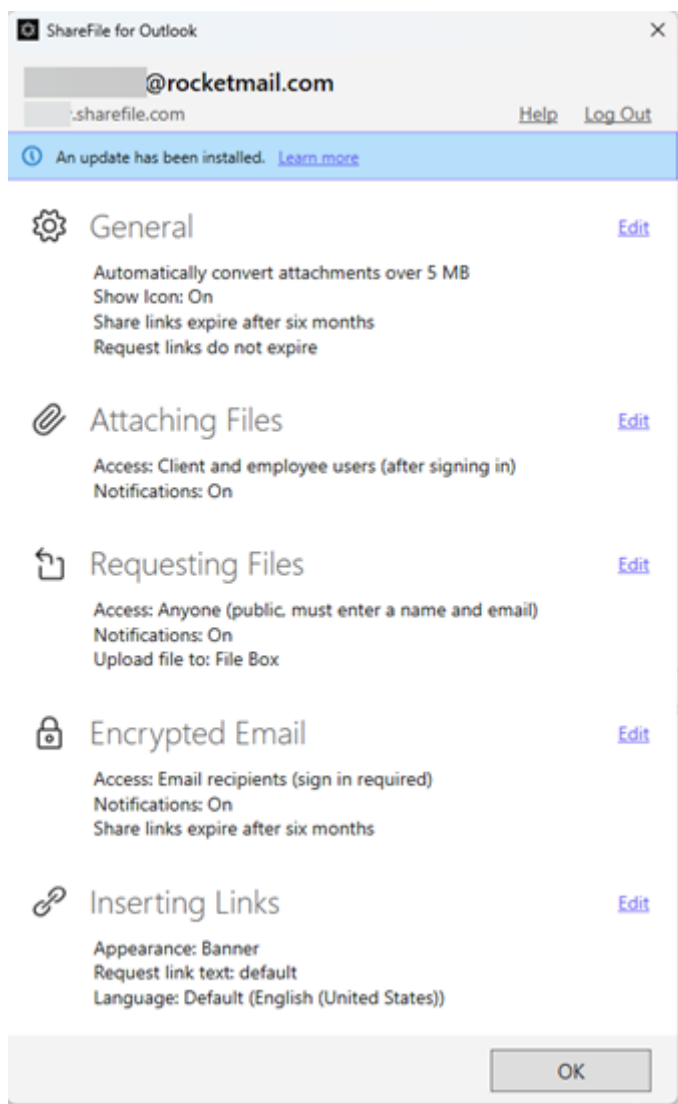 ShareFile for Outlook
@rocketmail.com
.sharefile.com
Help Log Out
An update has been installed. Learn more
General Edit
Automatically convert attachments over 5 MB
Show Icon: On
Share links expire after six months
Request links do not expire
Attaching Files Edit
Access: Client and employee users (after signing in)
Notifications: On
Requesting Files Edit
Access: Anyone (public, must enter a name and email)
Notifications: On
Upload file to: File Box
Encrypted Email Edit
Access: Email recipients (sign in required)
Notifications: On
Share links expire after six months
Inserting Links Edit
Appearance: Banner
Request link text: default
Language: Default (English (United States))
OK